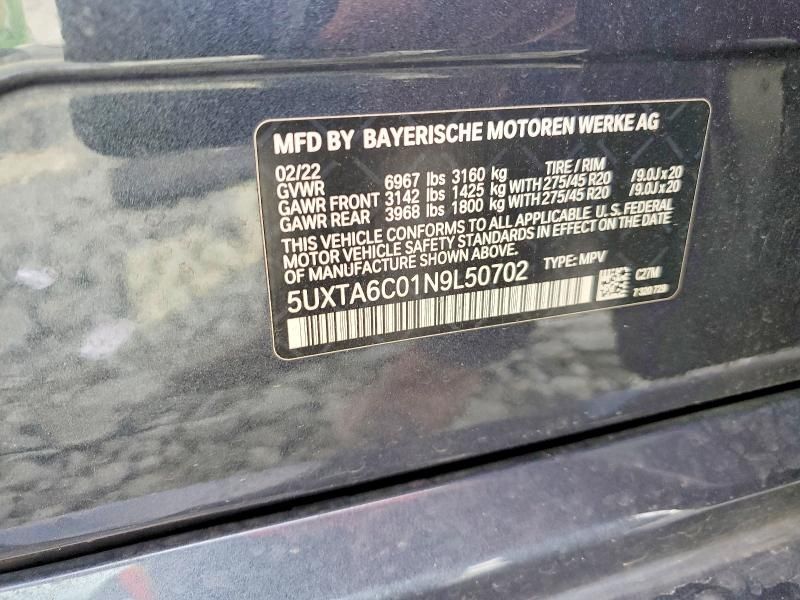 MFD BY BAYERISCHE MOTOREN WERKE AG
02/22 TIRE / RIM
GVWR 6967 lbs 3160 kg
GAWR FRONT 3142 lbs 1425 kg WITH 275/45 R20 /9.0J x 20
GAWR REAR 3968 lbs 1800 kg WITH 275/45 R20 /9.0J x 20
THIS VEHICLE CONFORMS TO ALL APPLICABLE U.S. FEDERAL
MOTOR VEHICLE SAFETY STANDARDS IN EFFECT ON THE DATE
OF MANUFACTURE SHOWN ABOVE.
5UXTA6C01N9L50702 TYPE: MPV
C27M
7320729